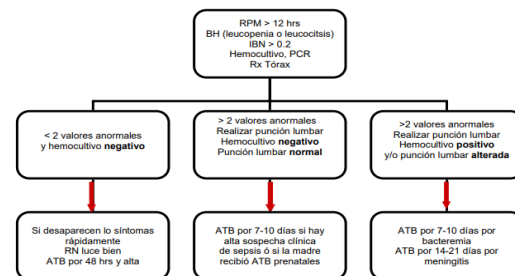 RPM > 12 hrs
BH (leucopenia o leucocitsis)
IBN > 0.2
Hemocultivo, PCR
Rx Tórax
< 2 valores anormales
y hemocultivo negativo
> 2 valores anormales
Realizar punción lumbar
Hemocultivo negativo
Punción lumbar
normal
>2 valores anormales
Realizar punción lumbar
Hemocultivo
positivo
y/o punción lumbar
alterada
Si desaparecen lo síntomas
rápidamente
RN luce bien
ATB por 48 hrs y alta
ATB por 7-10 días si hay
alta sospecha clínica
de sepsis ó si la madre
recibió ATB prenatales
ATB por 7-10 días por
bacteremia
ATB por 14-21 días por
meningitis